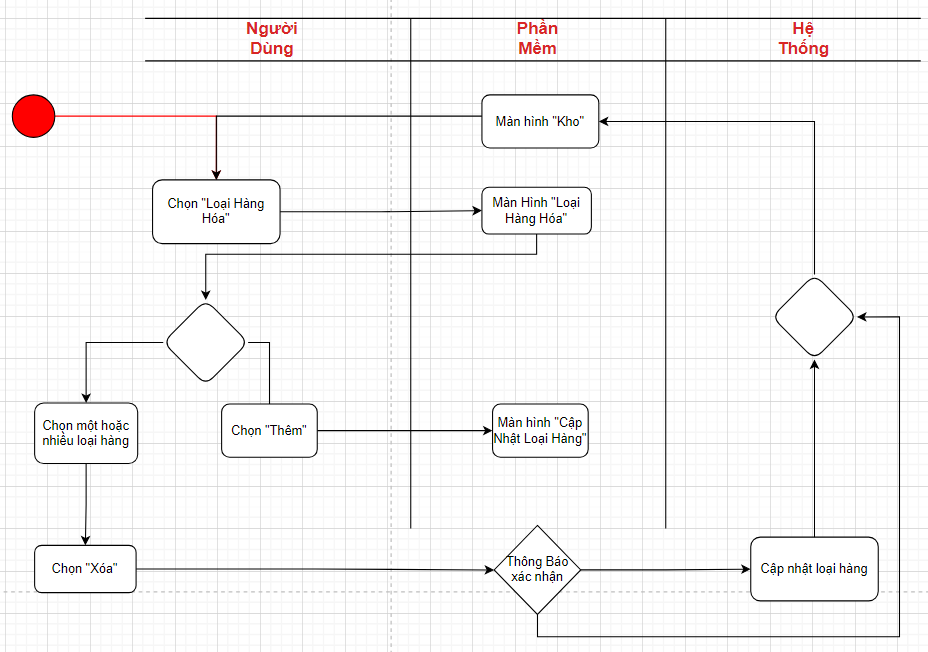 Người
Dùng
Phần
Mềm
Hệ
Thống
Màn hình "Kho"
Chọn "Loại Hàng
Hóa"
Màn Hình "Loại
Hàng Hóa"
Chọn một hoặc
nhiều loại hàng
Chọn "Thêm"
Màn hình "Cập
Nhật Loại Hàng"
Chọn "Xóa"
Thông Báo
xác nhận
Cập nhật loại hàng